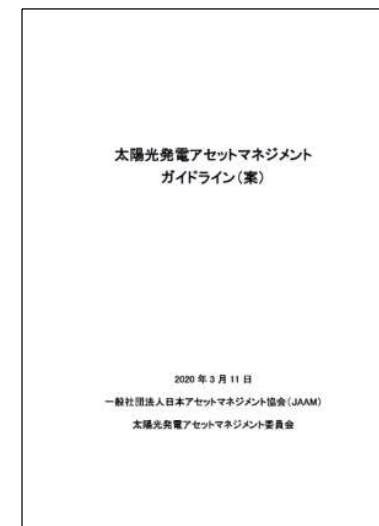 太陽光発電アセットマネジメント
ガイドライン（案）
2020 年 3 月 11 日
一般社団法人日本アセットマネジメント協会（JAAM）
太陽光発電アセットマネジメント委員会